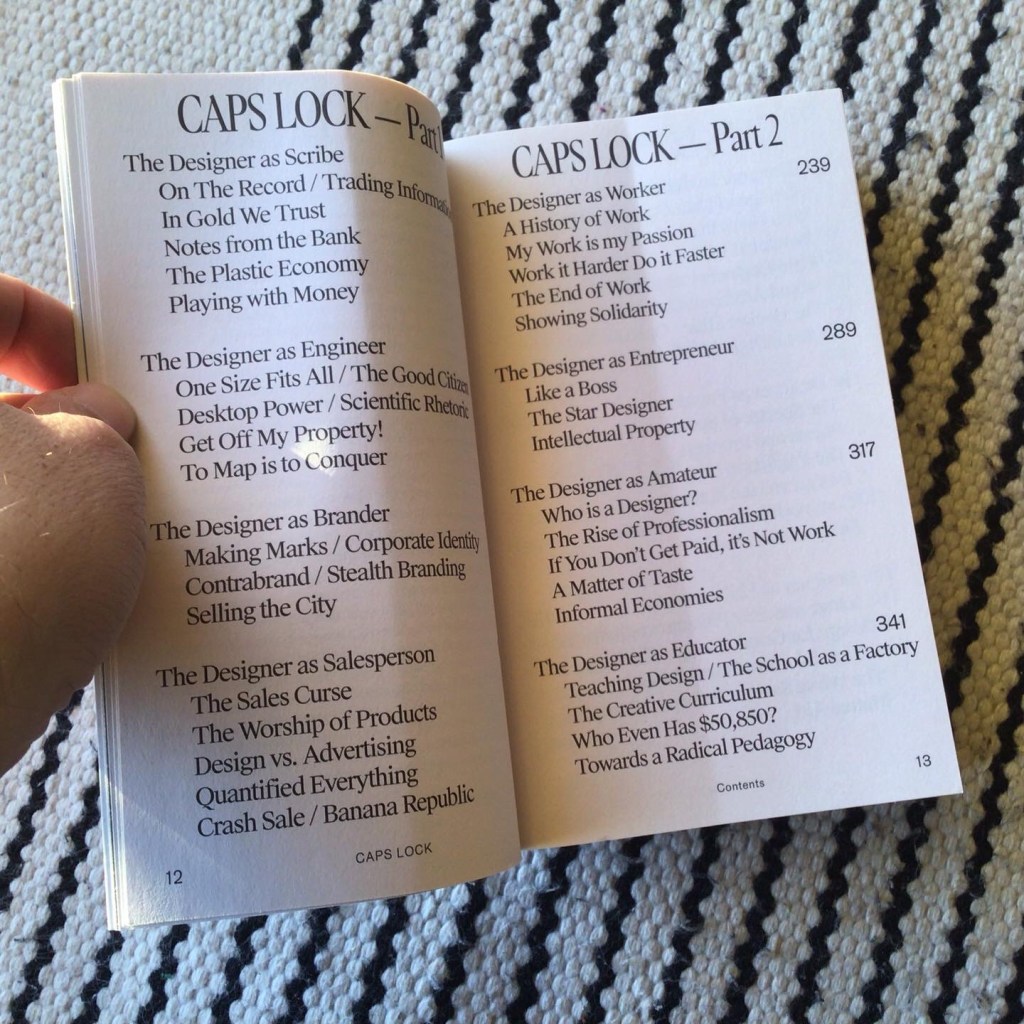 CAPS LOCK — Part 1
The Designer as Scribe
On The Record / Trading
In Gold We Trust
Notes from the Bank
The Plastic Economy
Playing with Money
The Designer as Engineer
One Size Fits All / The Good Citizen
Desktop Power / Scientific Rhetoric
Get Off My Property!
To Map is to Conquer
The Designer as Brander
Making Marks / Corporate Identity
Contrabrand / Stealth Branding
Selling the City
The Designer as Salesperson
The Sales Curse
The Worship of Products
Design vs. Advertising
Quantified Everything
Crash Sale / Banana Republic
12
CAPS LOCK
CAPS LOCK — Part 2
The Designer as Worker 239
A History of Work
My Work is my Passion
Work it Harder Do it Faster
The End of Work
Showing Solidarity
The Designer as Entrepreneur 289
Like a Boss
The Star Designer
Intellectual Property
The Designer as Amateur 317
Who is a Designer?
The Rise of Professionalism
If You Don't Get Paid, it's Not Work
A Matter of Taste
Informal Economies
The Designer as Educator 341
Teaching Design / The School as a Factory
The Creative Curriculum
Who Even Has $50,850?
Towards a Radical Pedagogy
Contents
13